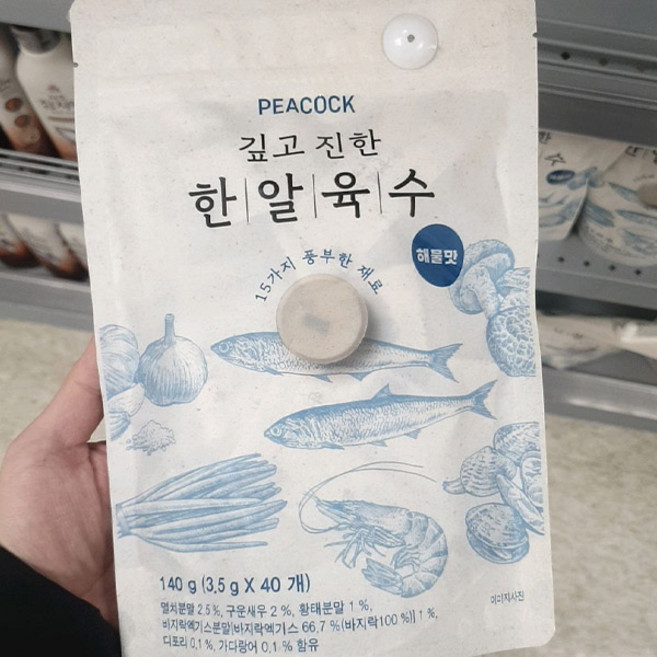 PEACOCK
깊고 진한
한|알|육|수
해물맛
15가지 풍부한 재료
140 g (3.5 g X 40 개)
멸치분말 2.5 %, 구운새우 2 %, 황태분말 1 %,
바지락엑기스분말[바지락엑기스 66.7 %(바지락100 %)] 1 %,
디포리 0.1 %, 가다랑어 0.1 % 함유
이미지사진